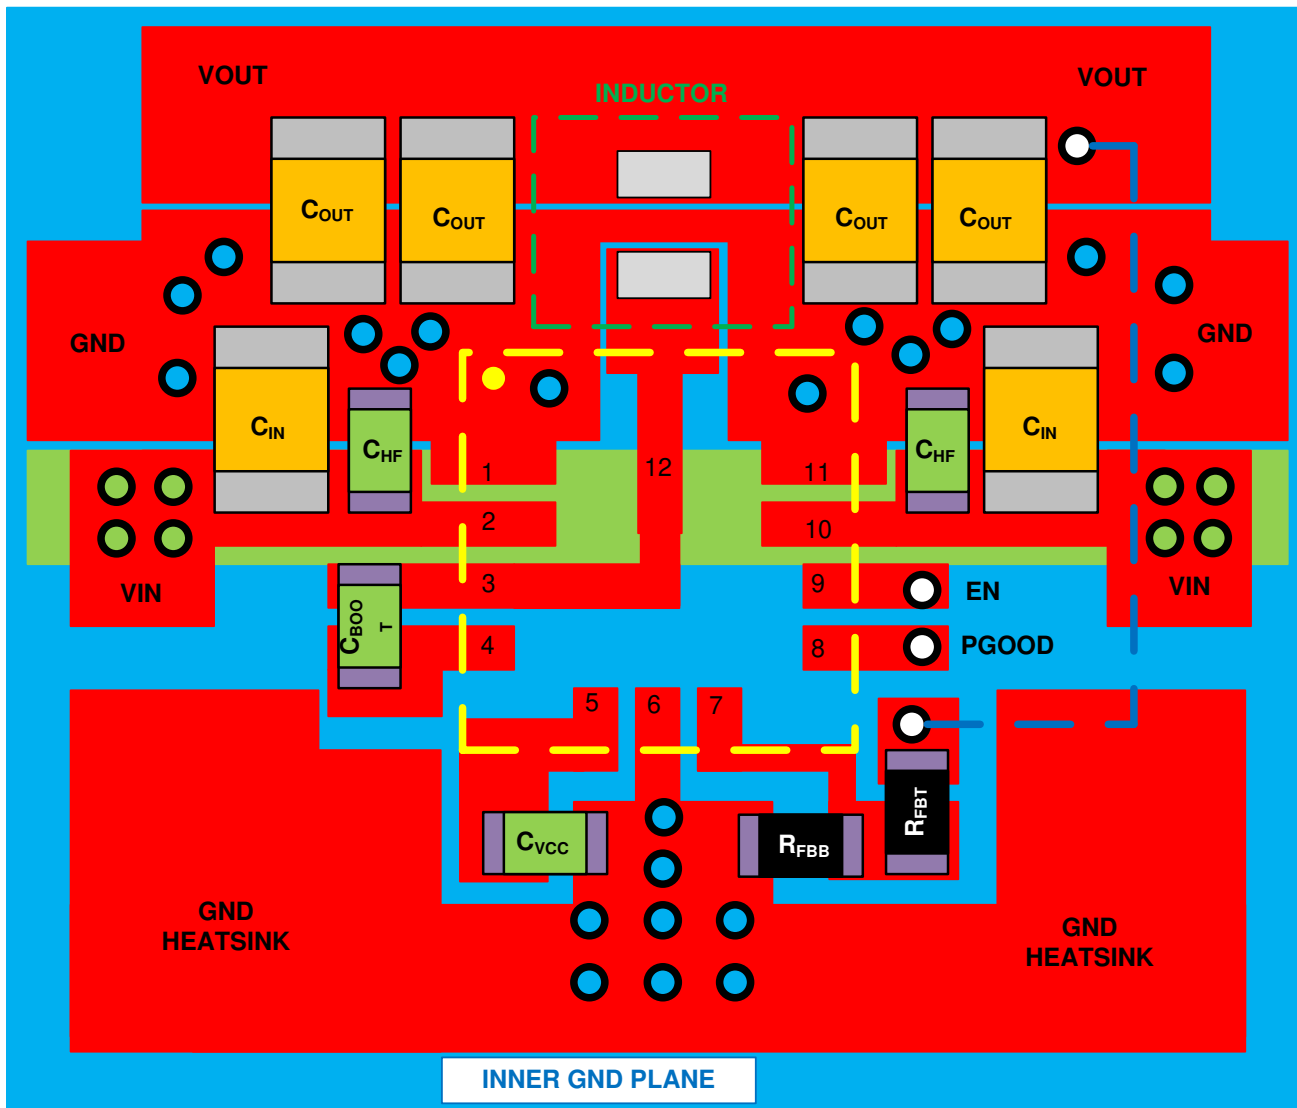 VOUT
VOUT
INDUCTOR
COUT
COUT
COUT
COUT
GND
GND
CIN
CHF
CHF
CIN
1
12
11
2
10
3
9
EN
VIN
VIN
CBOO
T
4
8
PGOOD
5
6
7
CVCC
RFBB
RFBT
GND
HEATSINK
GND
HEATSINK
INNER GND PLANE